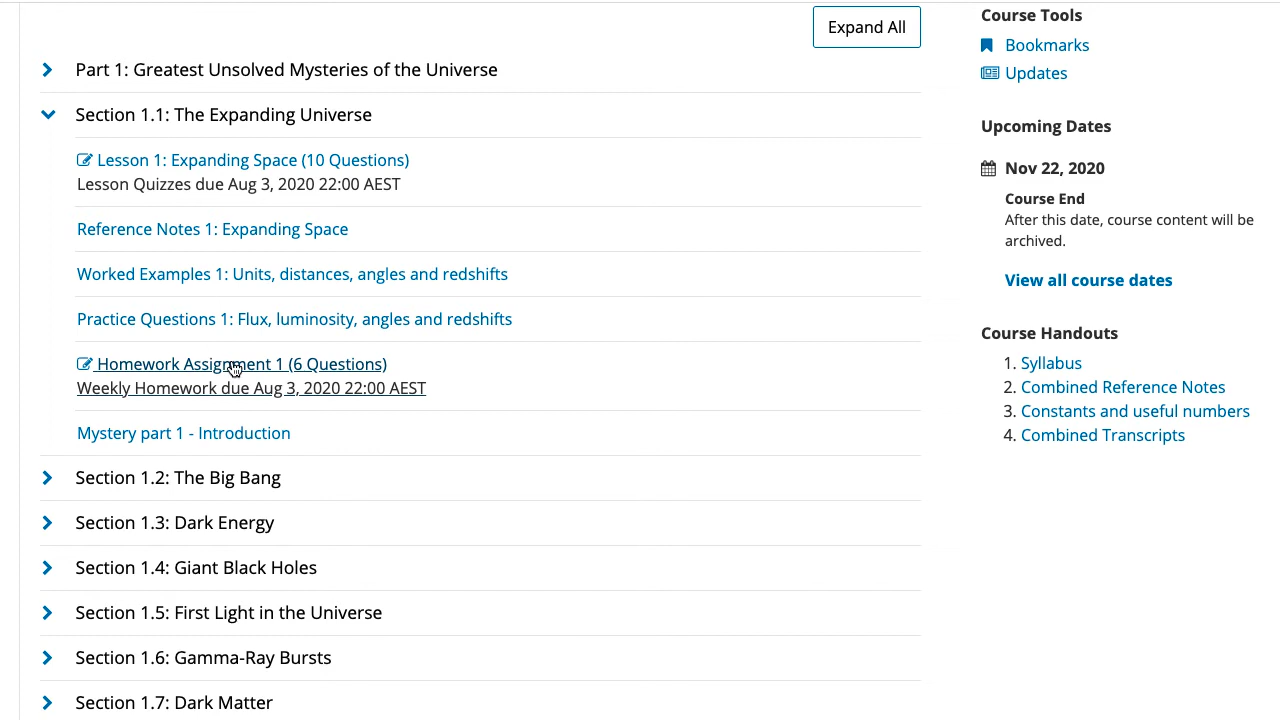 Expand All
Part 1: Greatest Unsolved Mysteries of the Universe
Section 1.1: The Expanding Universe
Lesson 1: Expanding Space (10 Questions)
Lesson Quizzes due Aug 3, 2020 22:00 AEST
Reference Notes 1: Expanding Space
Worked Examples 1: Units, distances, angles and redshifts
Practice Questions 1: Flux, luminosity, angles and redshifts
Homework Assignment 1 (6 Questions)
Weekly Homework due Aug 3, 2020 22:00 AEST
Mystery part 1 - Introduction
Section 1.2: The Big Bang
Section 1.3: Dark Energy
Section 1.4: Giant Black Holes
Section 1.5: First Light in the Universe
Section 1.6: Gamma-Ray Bursts
Section 1.7: Dark Matter
Course Tools
Bookmarks
Updates
Upcoming Dates
Nov 22, 2020
Course End
After this date, course content will be
archived.
View all course dates
Course Handouts
1. Syllabus
2. Combined Reference Notes
3. Constants and useful numbers
4. Combined Transcripts